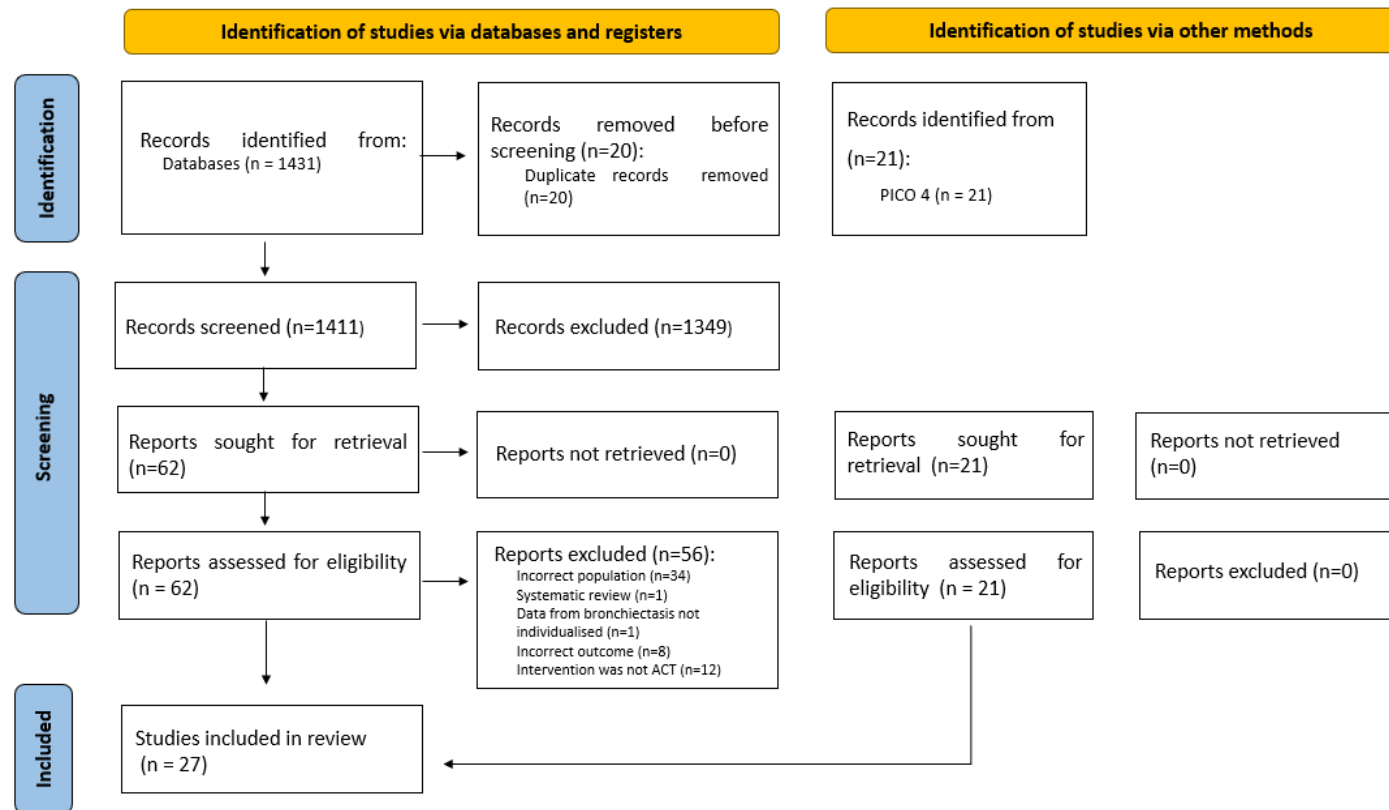 Identification of studies via databases and registers
Identification of studies via other methods
Identification
Records identified from:
Databases (n = 1431)
Records removed before
screening (n=20):
Duplicate records removed
(n=20)
Records identified from
(n=21):
PICO 4 (n = 21)
Screening
Records screened (n=1411)
Records excluded (n=1349)
Reports sought for retrieval
(n=62)
Reports not retrieved (n=0)
Reports sought for
retrieval (n=21)
Reports not retrieved
(n=0)
Reports assessed for eligibility
(n = 62)
Reports excluded (n=56):
Incorrect population (n=34)
Systematic review (n=1)
Data from bronchiectasis not
individualised (n=1)
Incorrect outcome (n=8)
Intervention was not ACT (n=12)
Reports assessed for
eligibility (n = 21)
Reports excluded (n=0)
Included
Studies included in review
(n = 27)